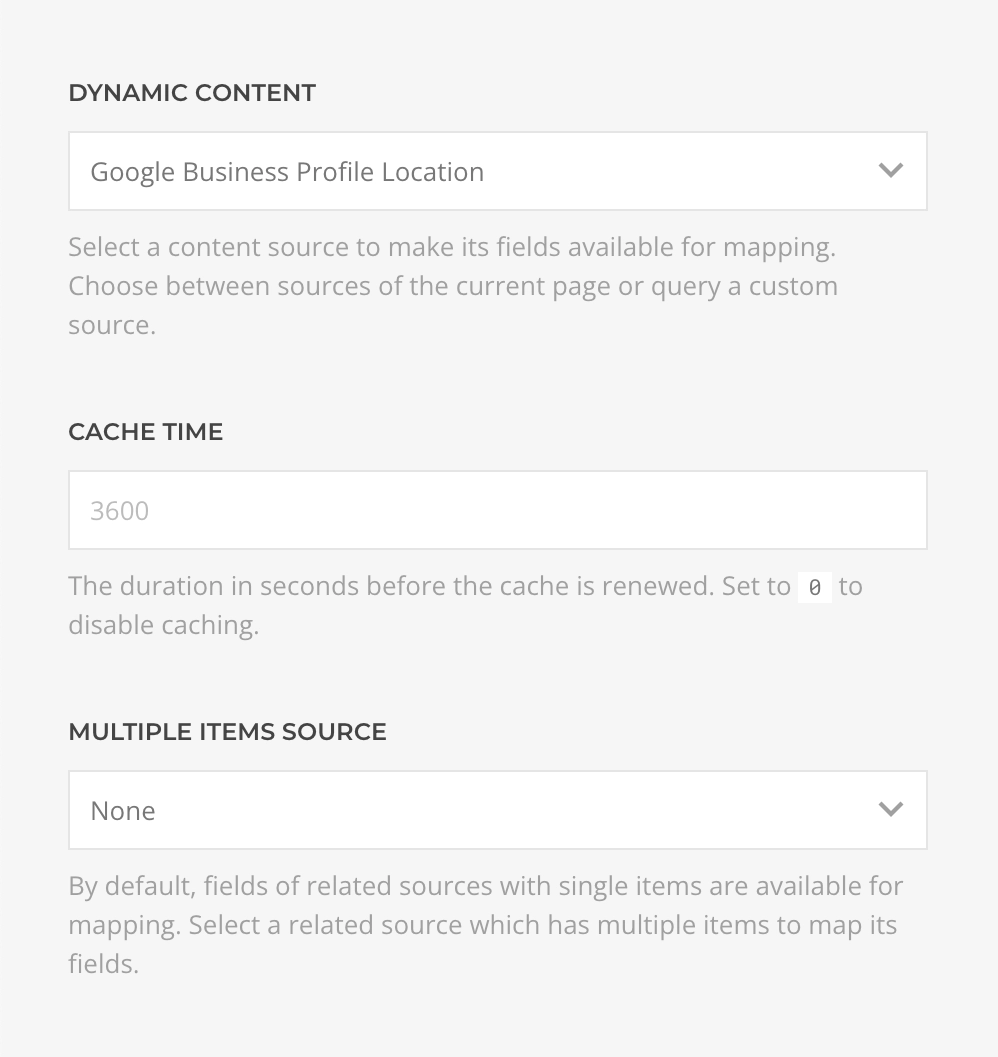 DYNAMIC CONTENT
Google Business Profile Location
Select a content source to make its fields available for mapping.
Choose between sources of the current page or query a custom
source.
CACHE TIME
3600
The duration in seconds before the cache is renewed. Set to 0 to
disable caching.
MULTIPLE ITEMS SOURCE
None
By default, fields of related sources with single items are available for
mapping. Select a related source which has multiple items to map its
fields.